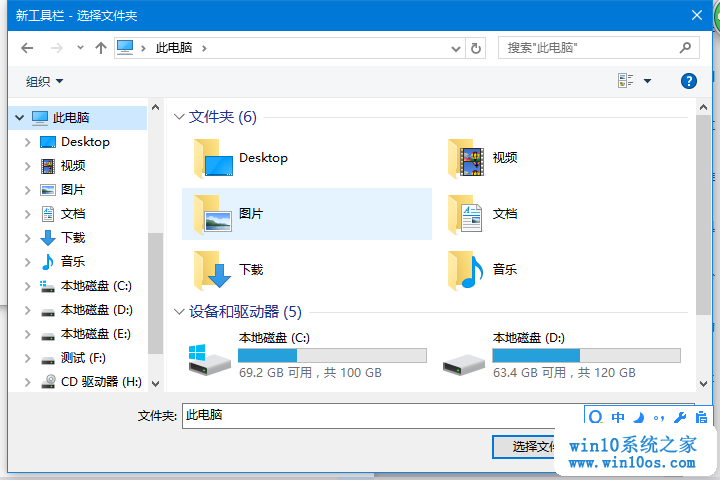 新工具栏 - 选择文件夹
此电脑
搜索"此电脑"
组织
?
此电脑
Desktop
视频
图片
文档
下载
音乐
本地磁盘 (C:)
本地磁盘 (D:)
本地磁盘 (E:)
测试 (F:)
CD 驱动器 (H:)
文件夹 (6)
Desktop
视频
图片
文档
下载
音乐
设备和驱动器 (5)
本地磁盘 (C:)
69.2 GB 可用，共 100 GB
本地磁盘 (D:)
63.4 GB 可用，共 120 GB
文件夹:
此电脑
中
选择文件
win10系统之家
www.win10os.com